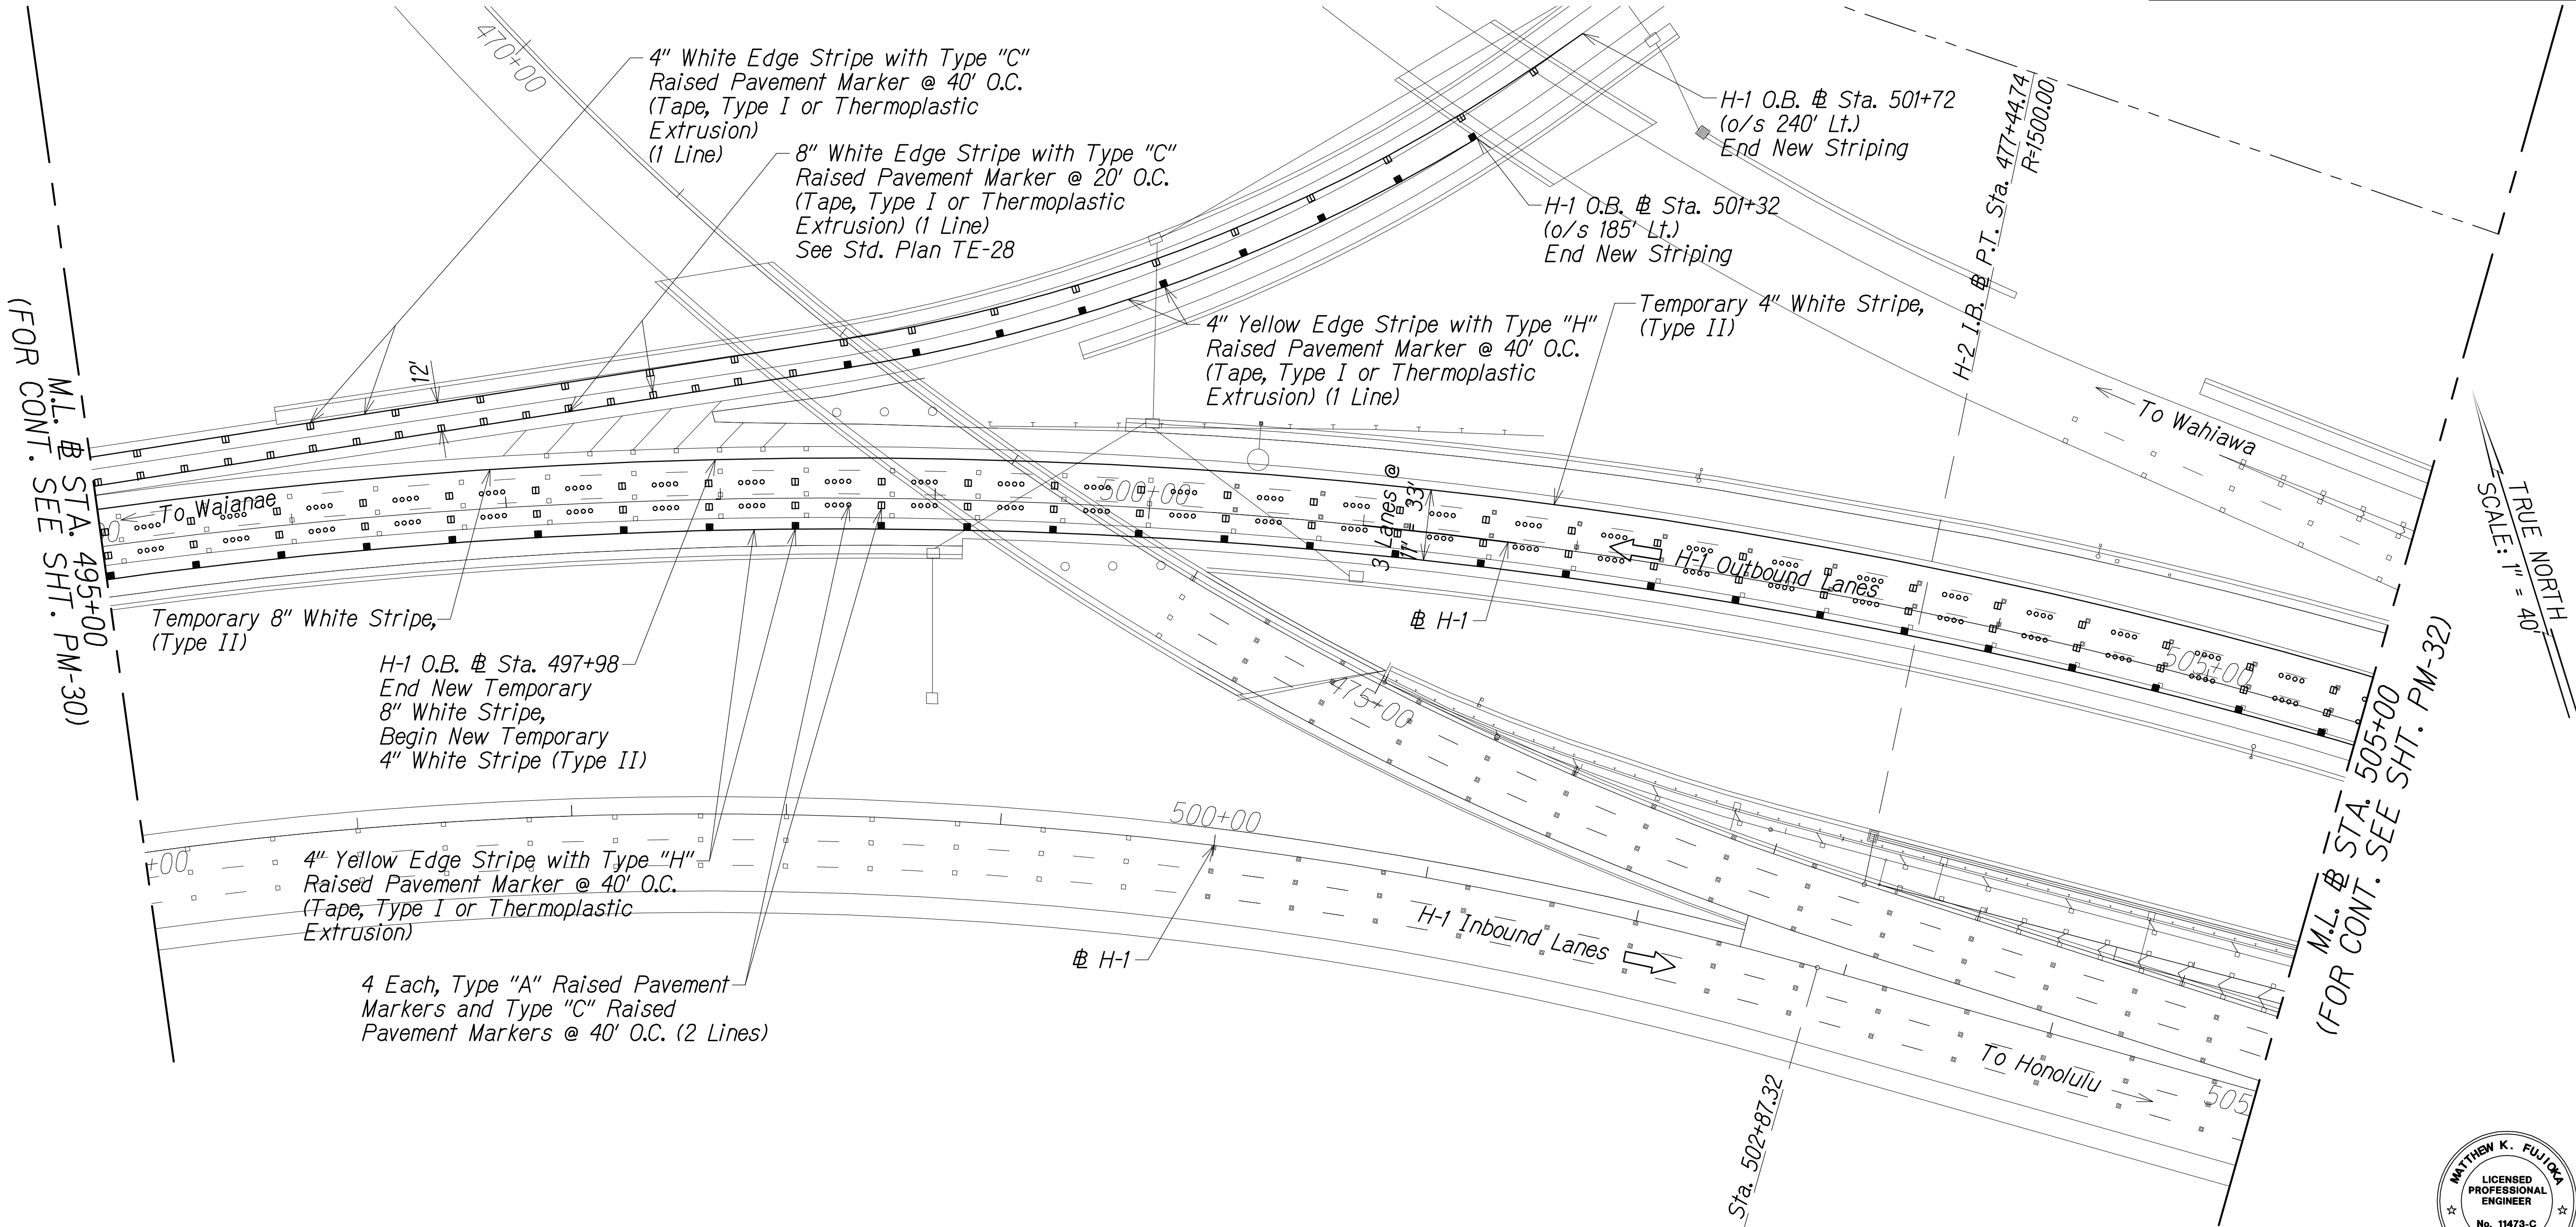 470+00
4" White Edge Stripe with Type "C"
Raised Pavement Marker @ 40' O.C.
(Tape, Type I or Thermoplastic
Extrusion)
(1 Line)
8" White Edge Stripe with Type "C"
Raised Pavement Marker @ 20' O.C.
(Tape, Type I or Thermoplastic
Extrusion) (1 Line)
See Std. Plan TE-28
H-1 O.B. ℄ Sta. 501+72
(o/s 240' Lt.)
End New Striping
H-1 O.B. ℄ Sta. 501+32
(o/s 185' Lt.)
End New Striping
H-2 I.B. ℄ P.T. Sta. 477+44.74
R=1500.00
4" Yellow Edge Stripe with Type "H"
Raised Pavement Marker @ 40' O.C.
(Tape, Type I or Thermoplastic
Extrusion) (1 Line)
Temporary 4" White Stripe,
(Type II)
To Wahiawa
12'
M.L. ℄ STA. 495+00
(FOR CONT. SEE SHT. PM-30)
To Waianae
500+00
3 Lanes @
11' = 33'
H-1 Outbound Lanes
℄ H-1
505+00
TRUE NORTH
SCALE: 1" = 40'
Temporary 8" White Stripe,
(Type II)
H-1 O.B. ℄ Sta. 497+98
End New Temporary
8" White Stripe,
Begin New Temporary
4" White Stripe (Type II)
475+00
M.L. ℄ STA. 505+00
(FOR CONT. SEE SHT. PM-32)
+00
500+00
4" Yellow Edge Stripe with Type "H"
Raised Pavement Marker @ 40' O.C.
(Tape, Type I or Thermoplastic
Extrusion)
℄ H-1
H-1 Inbound Lanes
4 Each, Type "A" Raised Pavement
Markers and Type "C" Raised
Pavement Markers @ 40' O.C. (2 Lines)
To Honolulu
505
Sta. 502+87.32
MATTHEW K. FUJIOKA
LICENSED
PROFESSIONAL
ENGINEER
No. 11473-C